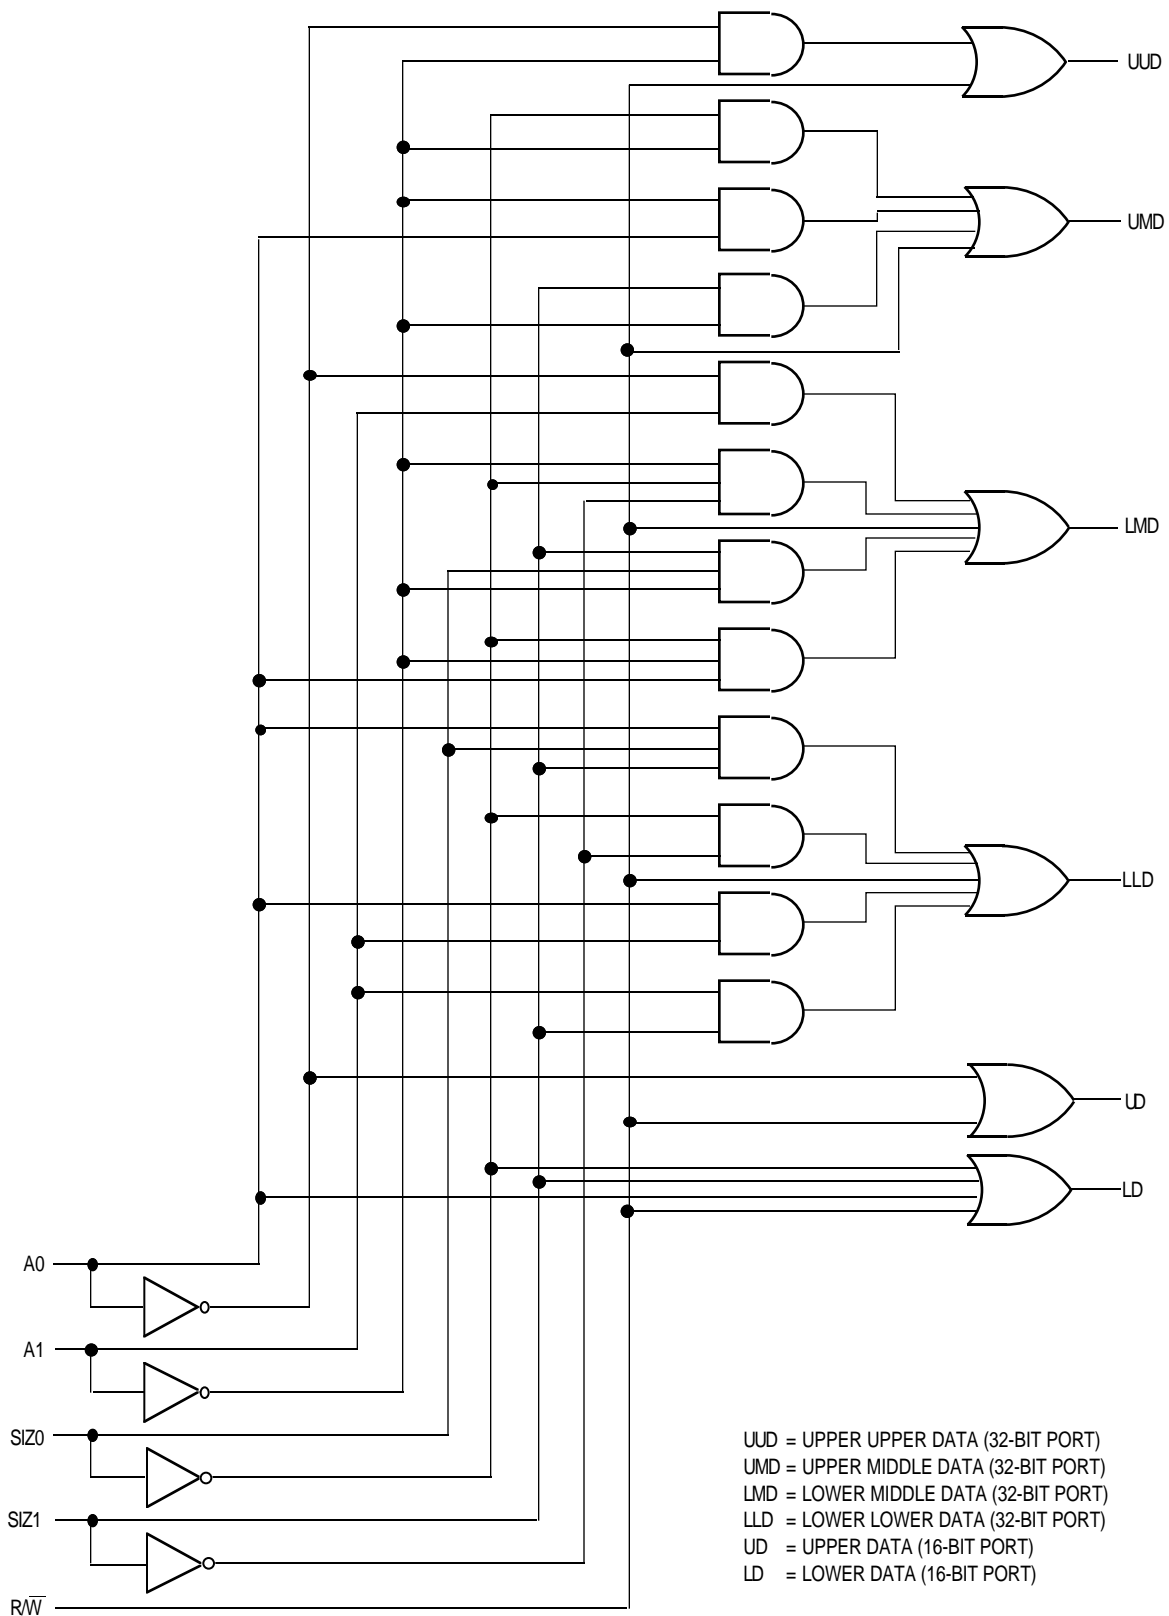 UUD
UMD
LMD
LLD
UD
LD
A0
A1
SIZ0
SIZ1
R/W̅
UUD = UPPER UPPER DATA (32-BIT PORT)
UMD = UPPER MIDDLE DATA (32-BIT PORT)
LMD = LOWER MIDDLE DATA (32-BIT PORT)
LLD = LOWER LOWER DATA (32-BIT PORT)
UD = UPPER DATA (16-BIT PORT)
LD = LOWER DATA (16-BIT PORT)